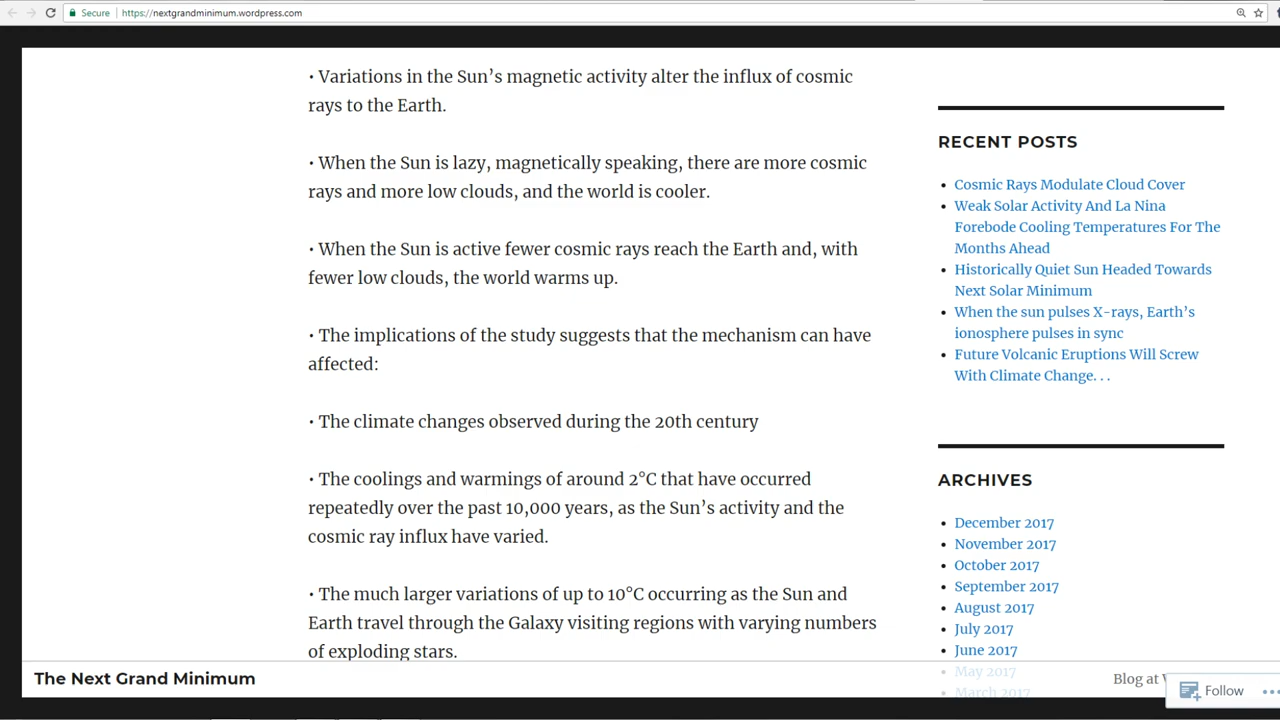 Secure https://nextgrandminimum.wordpress.com
• Variations in the Sun’s magnetic activity alter the influx of cosmic
rays to the Earth.
• When the Sun is lazy, magnetically speaking, there are more cosmic
rays and more low clouds, and the world is cooler.
• When the Sun is active fewer cosmic rays reach the Earth and, with
fewer low clouds, the world warms up.
• The implications of the study suggests that the mechanism can have
affected:
• The climate changes observed during the 20th century
• The coolings and warmings of around 2°C that have occurred
repeatedly over the past 10,000 years, as the Sun’s activity and the
cosmic ray influx have varied.
• The much larger variations of up to 10°C occurring as the Sun and
Earth travel through the Galaxy visiting regions with varying numbers
of exploding stars.
RECENT POSTS
• Cosmic Rays Modulate Cloud Cover
• Weak Solar Activity And La Nina
Forebode Cooling Temperatures For The
Months Ahead
• Historically Quiet Sun Headed Towards
Next Solar Minimum
• When the sun pulses X-rays, Earth’s
ionosphere pulses in sync
• Future Volcanic Eruptions Will Screw
With Climate Change. . .
ARCHIVES
• December 2017
• November 2017
• October 2017
• September 2017
• August 2017
• July 2017
• June 2017
• May 2017
• March 2017
The Next Grand Minimum
Blog at
Follow